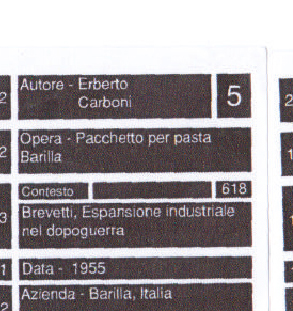 Autore - Erberto
Carboni
5
Opera - Pacchetto per pasta
Barilla
Contesto
618
Brevetti, Espansione industriale
nel dopoguerra
Data - 1955
Azienda - Barilla, Italia
2
2
3
1
2
2